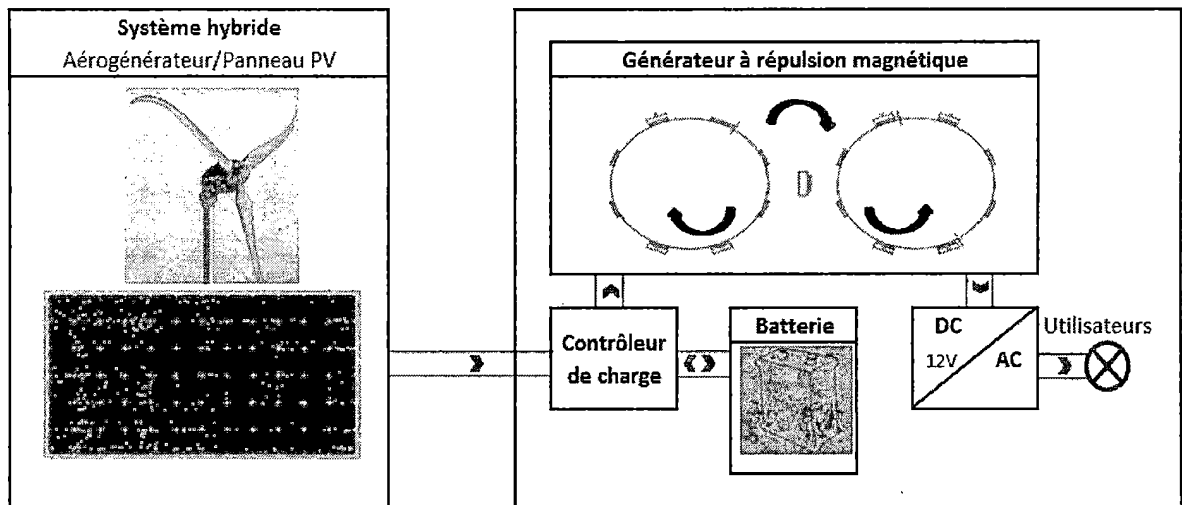 Système hybride
Aérogénérateur/Panneau PV
Générateur à répulsion magnétique
Contrôleur
de charge
Batterie
DC
12V
AC
Utilisateurs